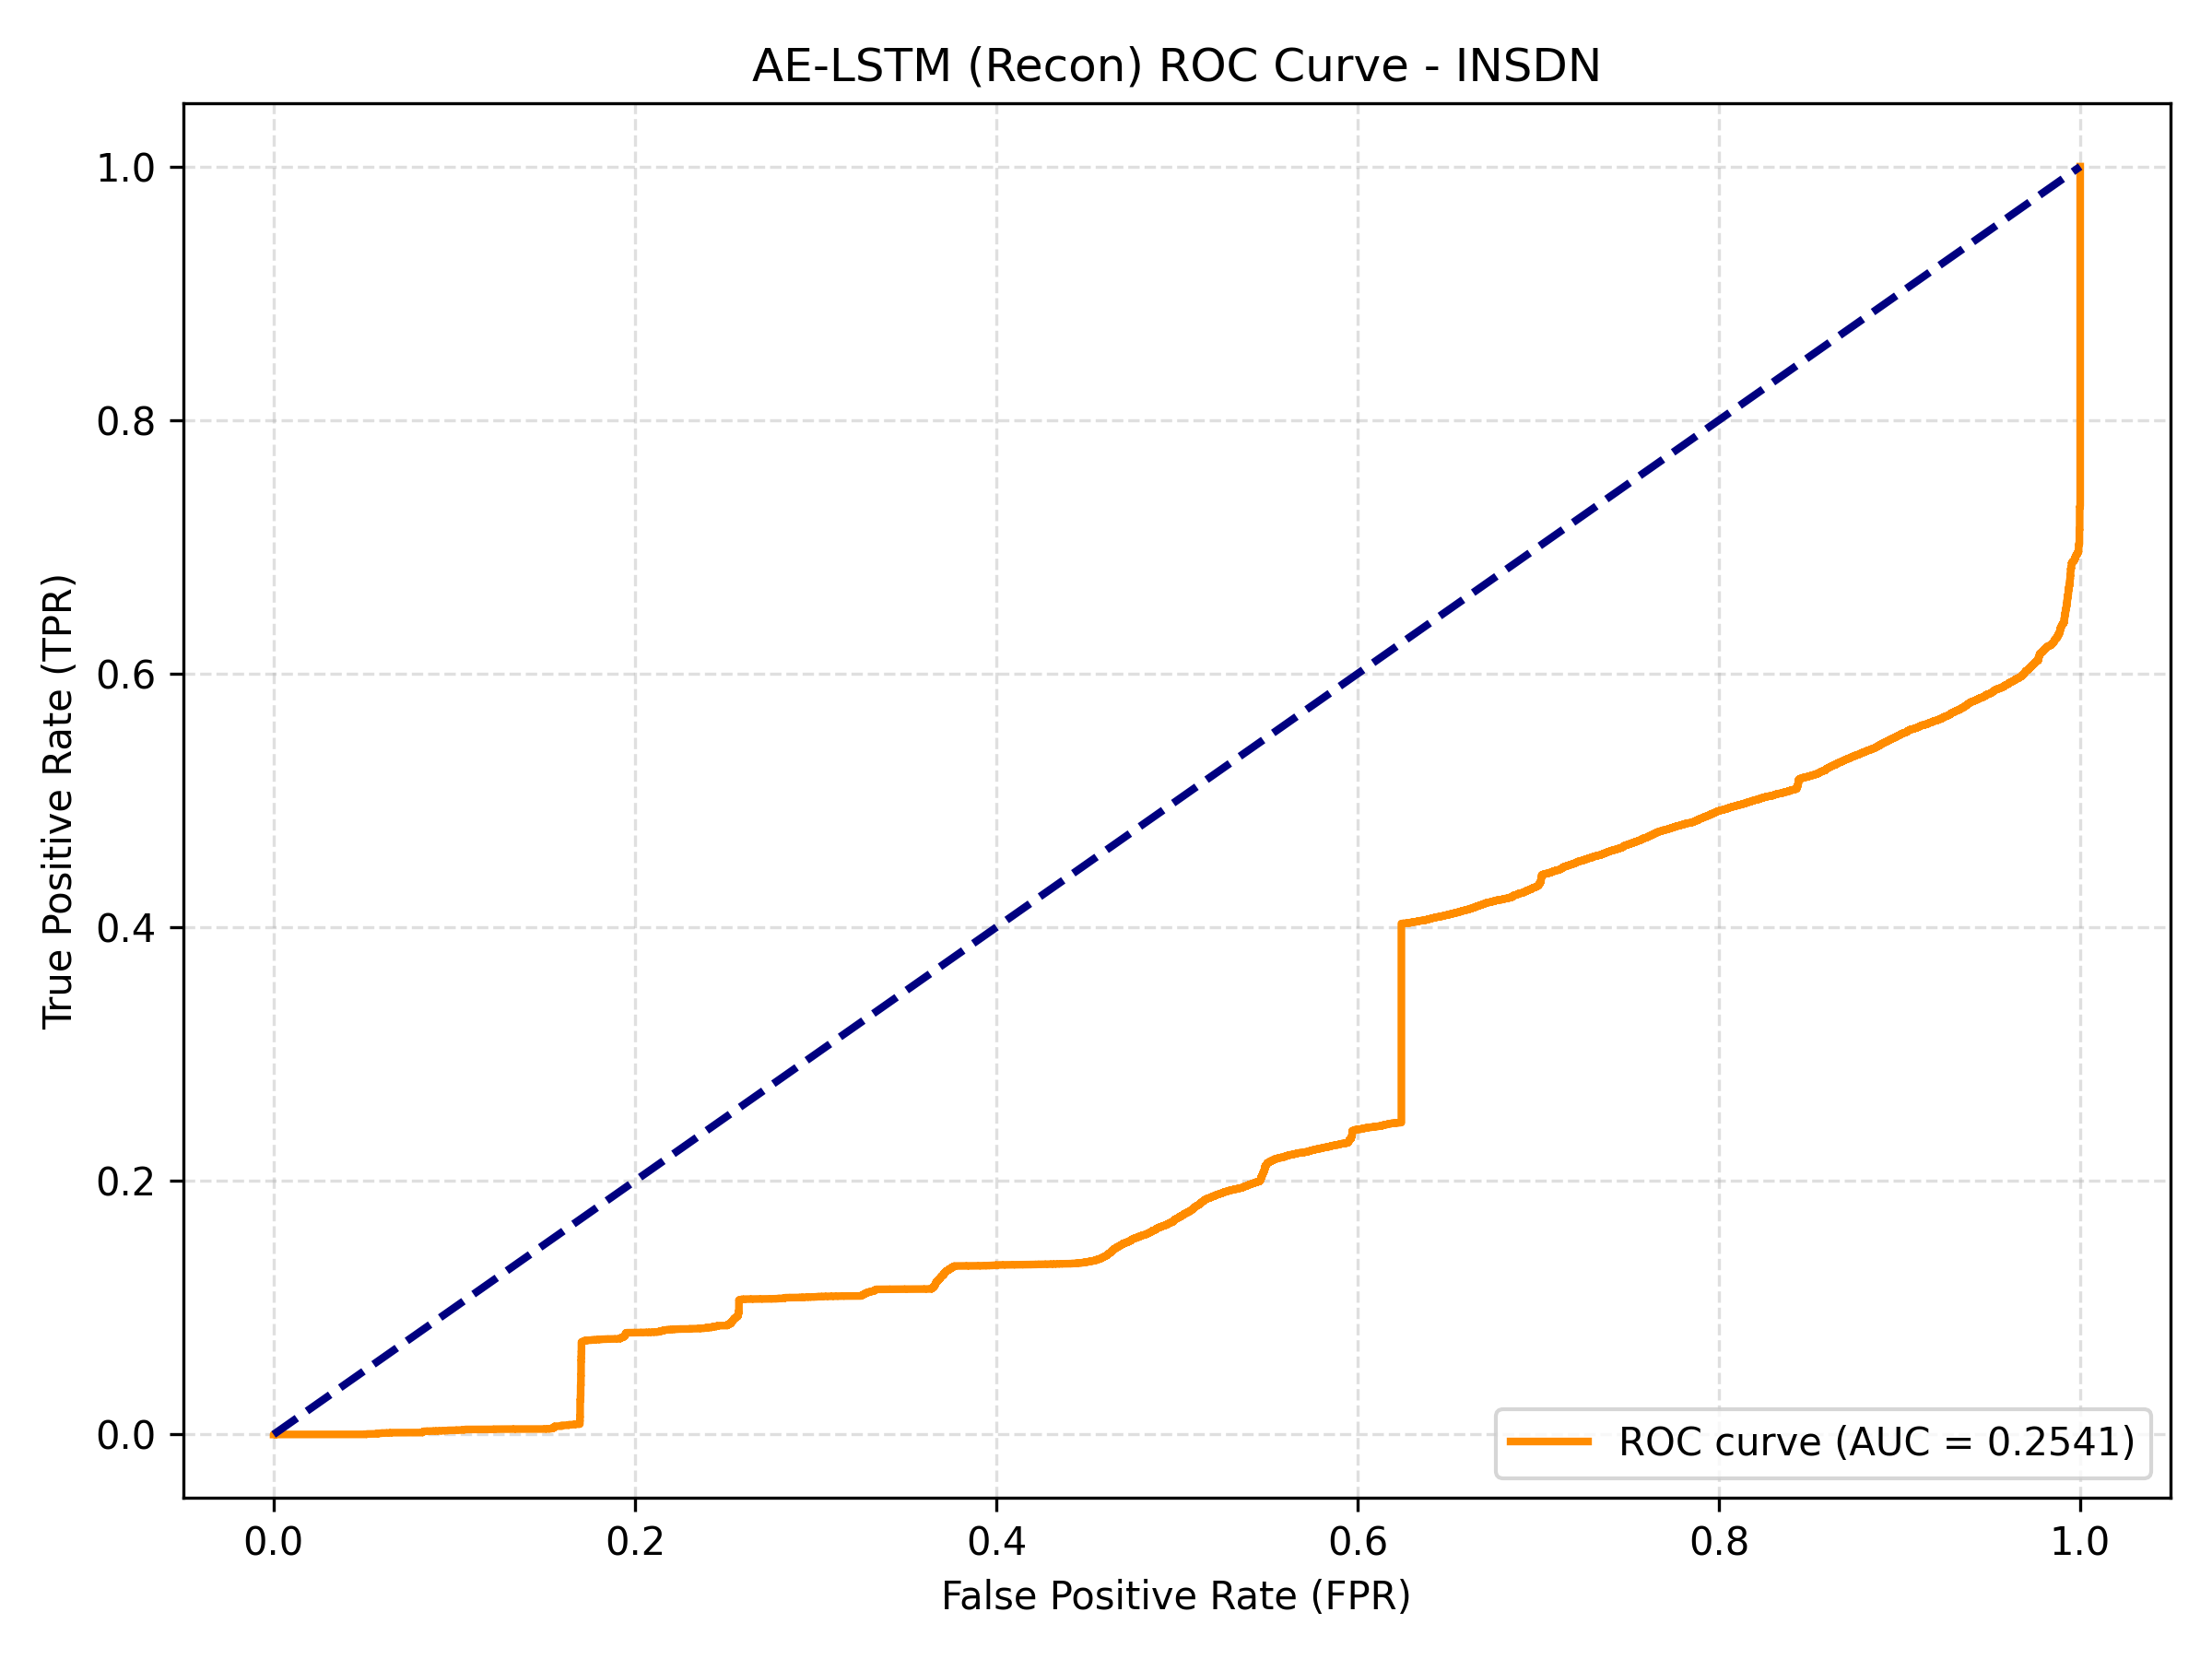 AE-LSTM (Recon) ROC Curve - INSDN
True Positive Rate (TPR)
1.0
0.8
0.6
0.4
0.2
0.0
ROC curve (AUC = 0.2541)
0.0 0.2 0.4 0.6 0.8 1.0
False Positive Rate (FPR)